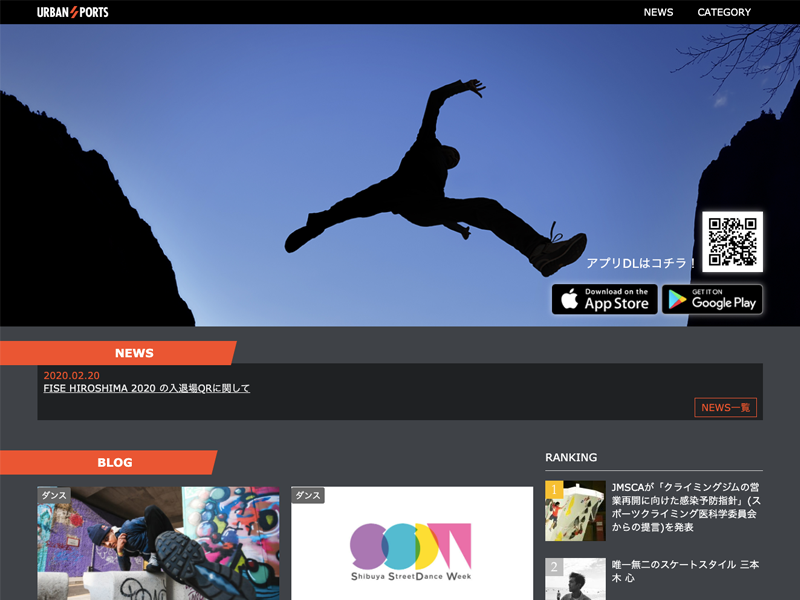 URBAN SPORTS
NEWS
CATEGORY
アプリDLはコチラ！
Download on the
App Store
GET IT ON
Google Play
NEWS
2020.02.20
FISE HIROSHIMA 2020 の入退場QRに関して
NEWS一覧
BLOG
ダンス
ダンス
SSDW
Shibuya StreetDance Week
RANKING
1
JMSCAが「クライミングジムの営
業再開に向けた感染予防指針」(ス
ポーツクライミング医科学委員会
からの提言)を発表
2
唯一無二のスケートスタイル 三本
木 心